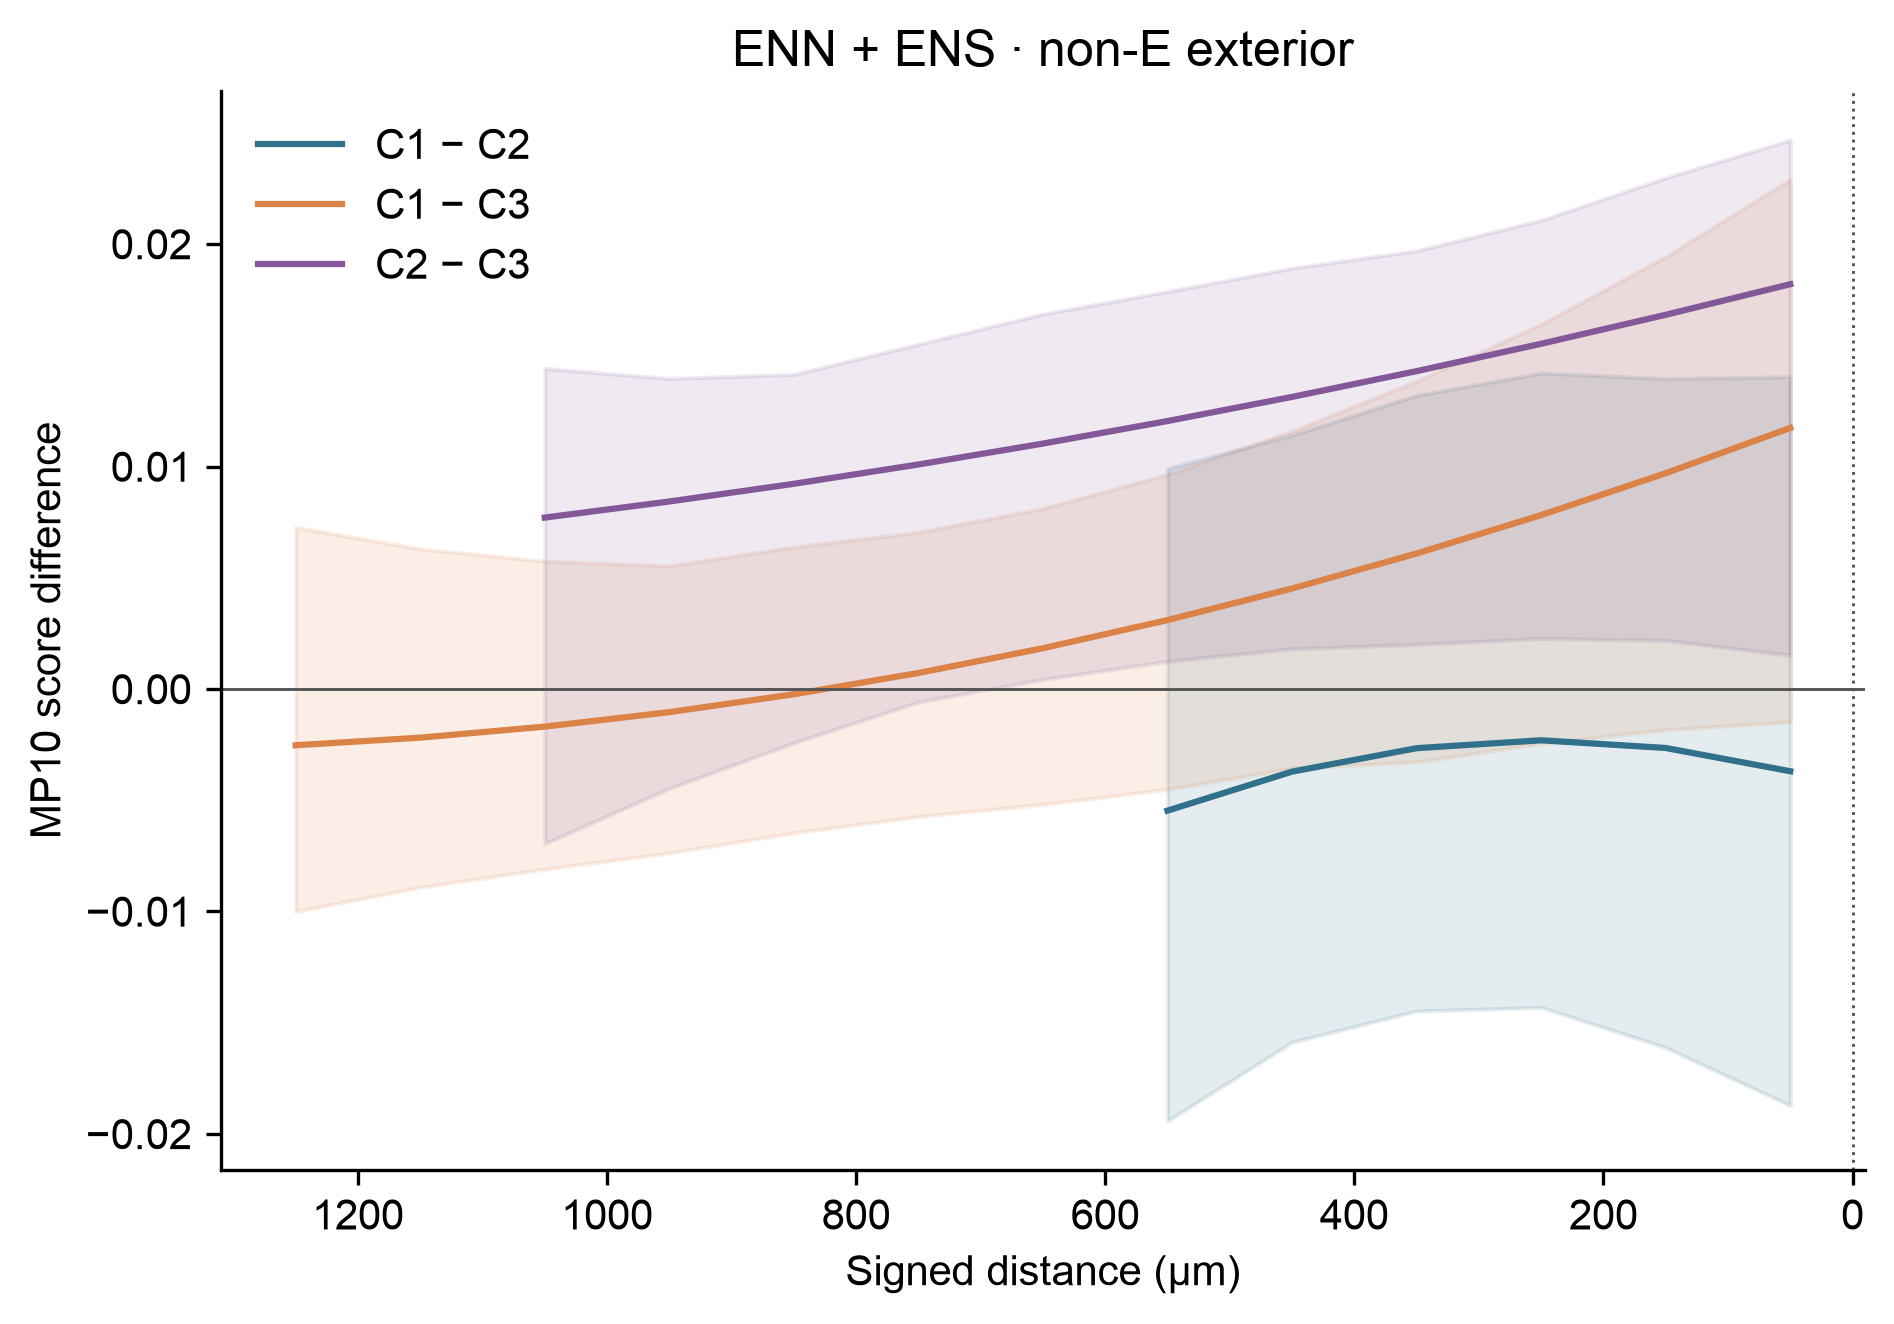 ENN + ENS · non-E exterior
C1 − C2
C1 − C3
C2 − C3
MP10 score difference
0.02
0.01
0.00
−0.01
−0.02
1200 1000 800 600 400 200 0
Signed distance (μm)